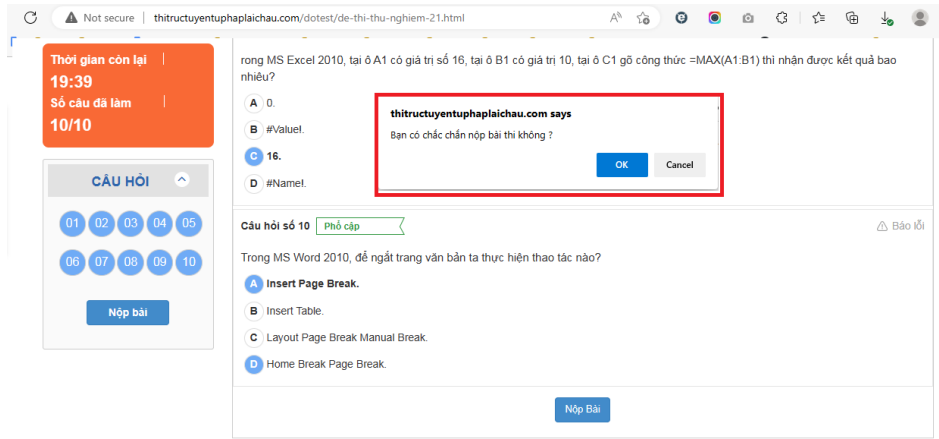 Not secure | thitructuyentuphaplaichau.com/dotest/de-thi-thu-nghiem-21.html
Thời gian còn lại
19:39
Số câu đã làm
10/10
CÂU HỎI
01 02 03 04 05
06 07 08 09 10
Nộp bài
rong MS Excel 2010, tại ô A1 có giá trị số 16, tại ô B1 có giá trị 10, tại ô C1 gõ công thức =MAX(A1:B1) thì nhận được kết quả bao
nhiêu?
A 0.
B #Value!.
C 16.
D #Name!.
thitructuyentuphaplaichau.com says
Bạn có chắc chắn nộp bài thi không ?
OK Cancel
Câu hỏi số 10 Phổ cập Báo lỗi
Trong MS Word 2010, để ngắt trang văn bản ta thực hiện thao tác nào?
A Insert Page Break.
B Insert Table.
C Layout Page Break Manual Break.
D Home Break Page Break.
Nộp Bài